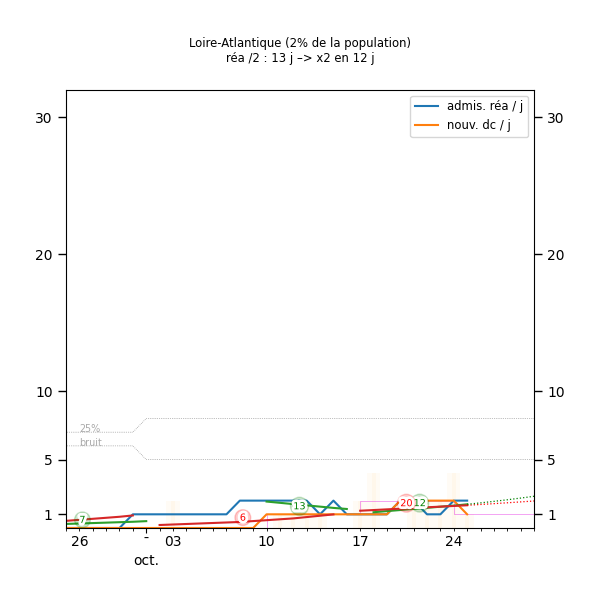 Loire-Atlantique (2% de la population)
réa /2 : 13 j –> x2 en 12 j
admis. réa / j
nouv. dc / j
30 30
20 20
10 10
25%
bruit
5 5
13 20 12
7 6
1 1
26 - 03 10 17 24
oct.